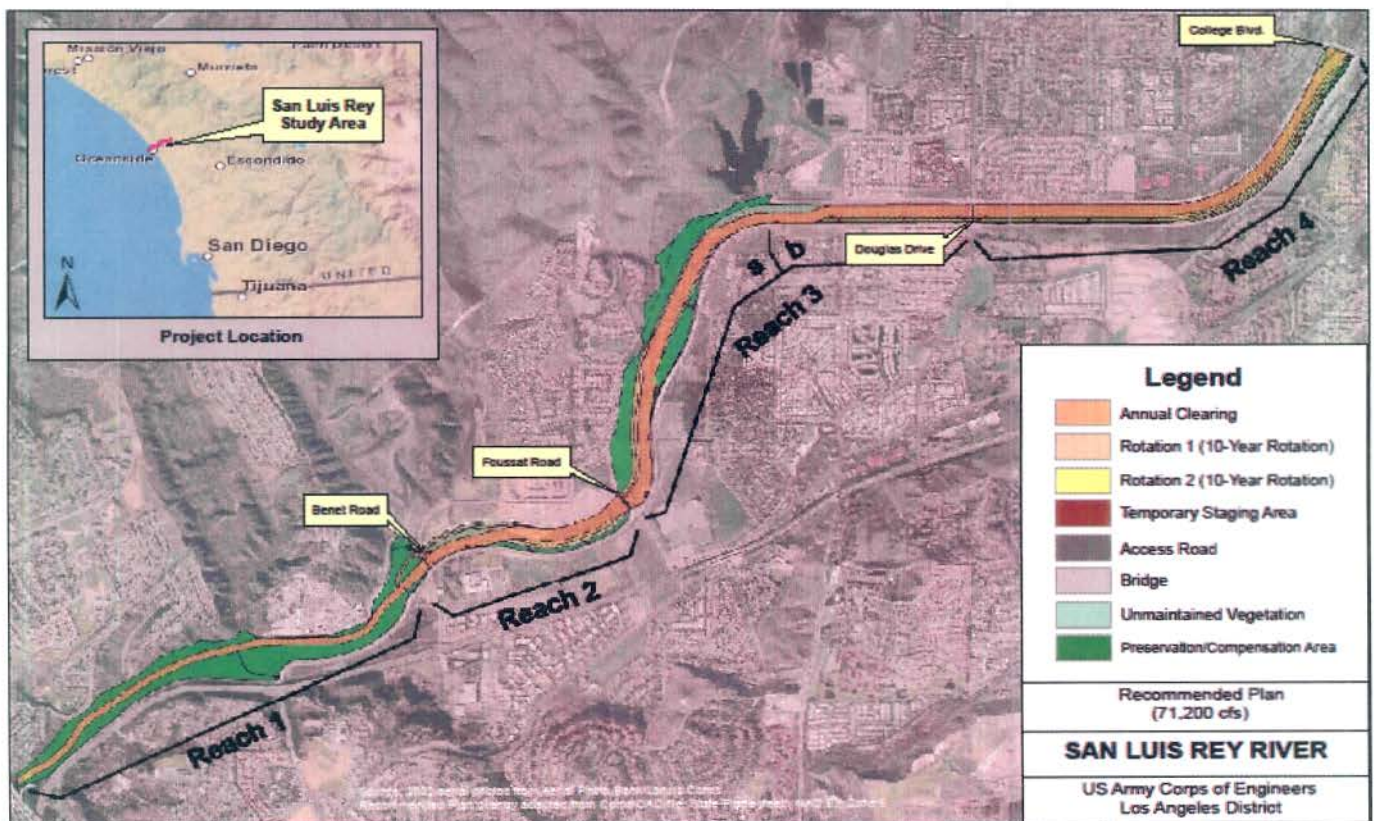 Mission Viejo
Murrieta
San Luis Rey
Study Area
Oceanside
Escondido
San Diego
Tijuana
UNITED
N
Project Location
College Blvd.
Douglas Drive
a b
Reach 4
Reach 3
Foussat Road
Benet Road
Reach 2
Reach 1
Legend
Annual Clearing
Rotation 1 (10-Year Rotation)
Rotation 2 (10-Year Rotation)
Temporary Staging Area
Access Road
Bridge
Unmaintained Vegetation
Preservation/Compensation Area
Recommended Plan
(71,200 cfs)
SAN LUIS REY RIVER
US Army Corps of Engineers
Los Angeles District